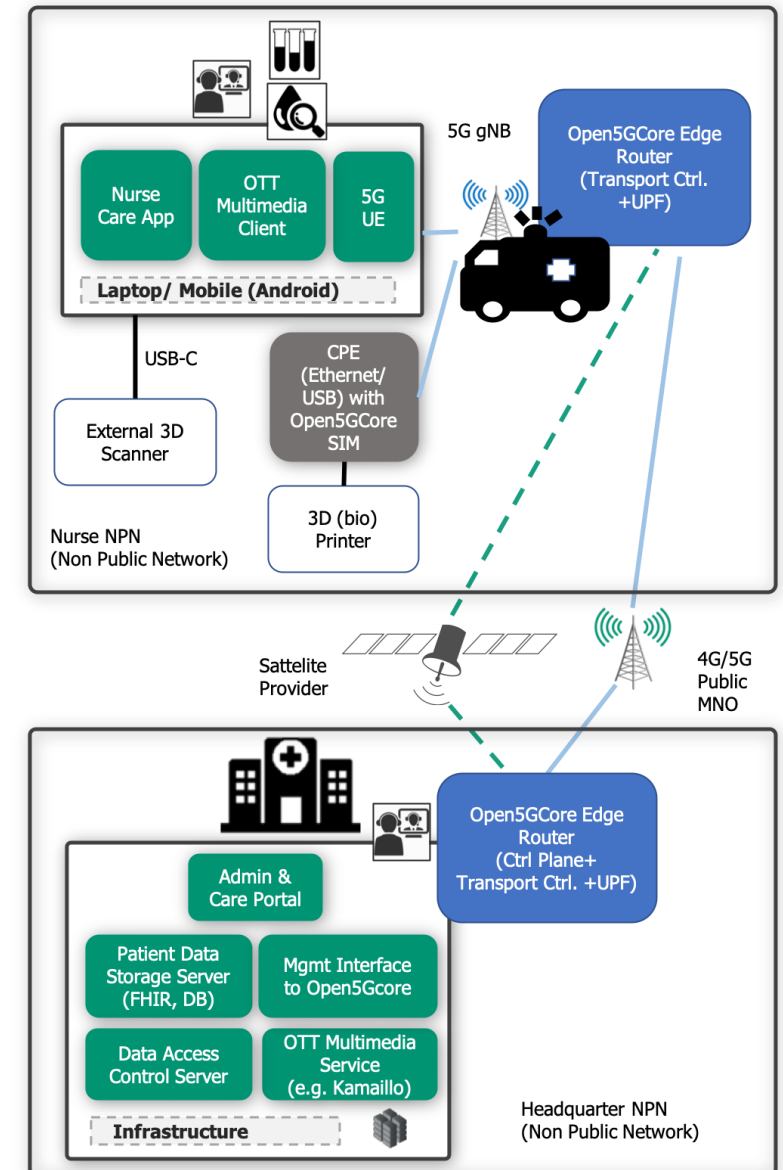 5G gNB
Open5GCore Edge
Router
(Transport Ctrl.
+UPF)
Nurse
Care App
OTT
Multimedia
Client
5G
UE
Laptop/ Mobile (Android)
USB-C
CPE
(Ethernet/
USB) with
Open5GCore
SIM
External 3D
Scanner
3D (bio)
Printer
Nurse NPN
(Non Public Network)
Sattelite
Provider
4G/5G
Public
MNO
Open5GCore Edge
Router
(Ctrl Plane+
Transport Ctrl. +UPF)
Admin &
Care Portal
Patient Data
Storage Server
(FHIR, DB)
Mgmt Interface
to Open5Gcore
Data Access
Control Server
OTT Multimedia
Service
(e.g. Kamaillo)
Infrastructure
Headquarter NPN
(Non Public Network)